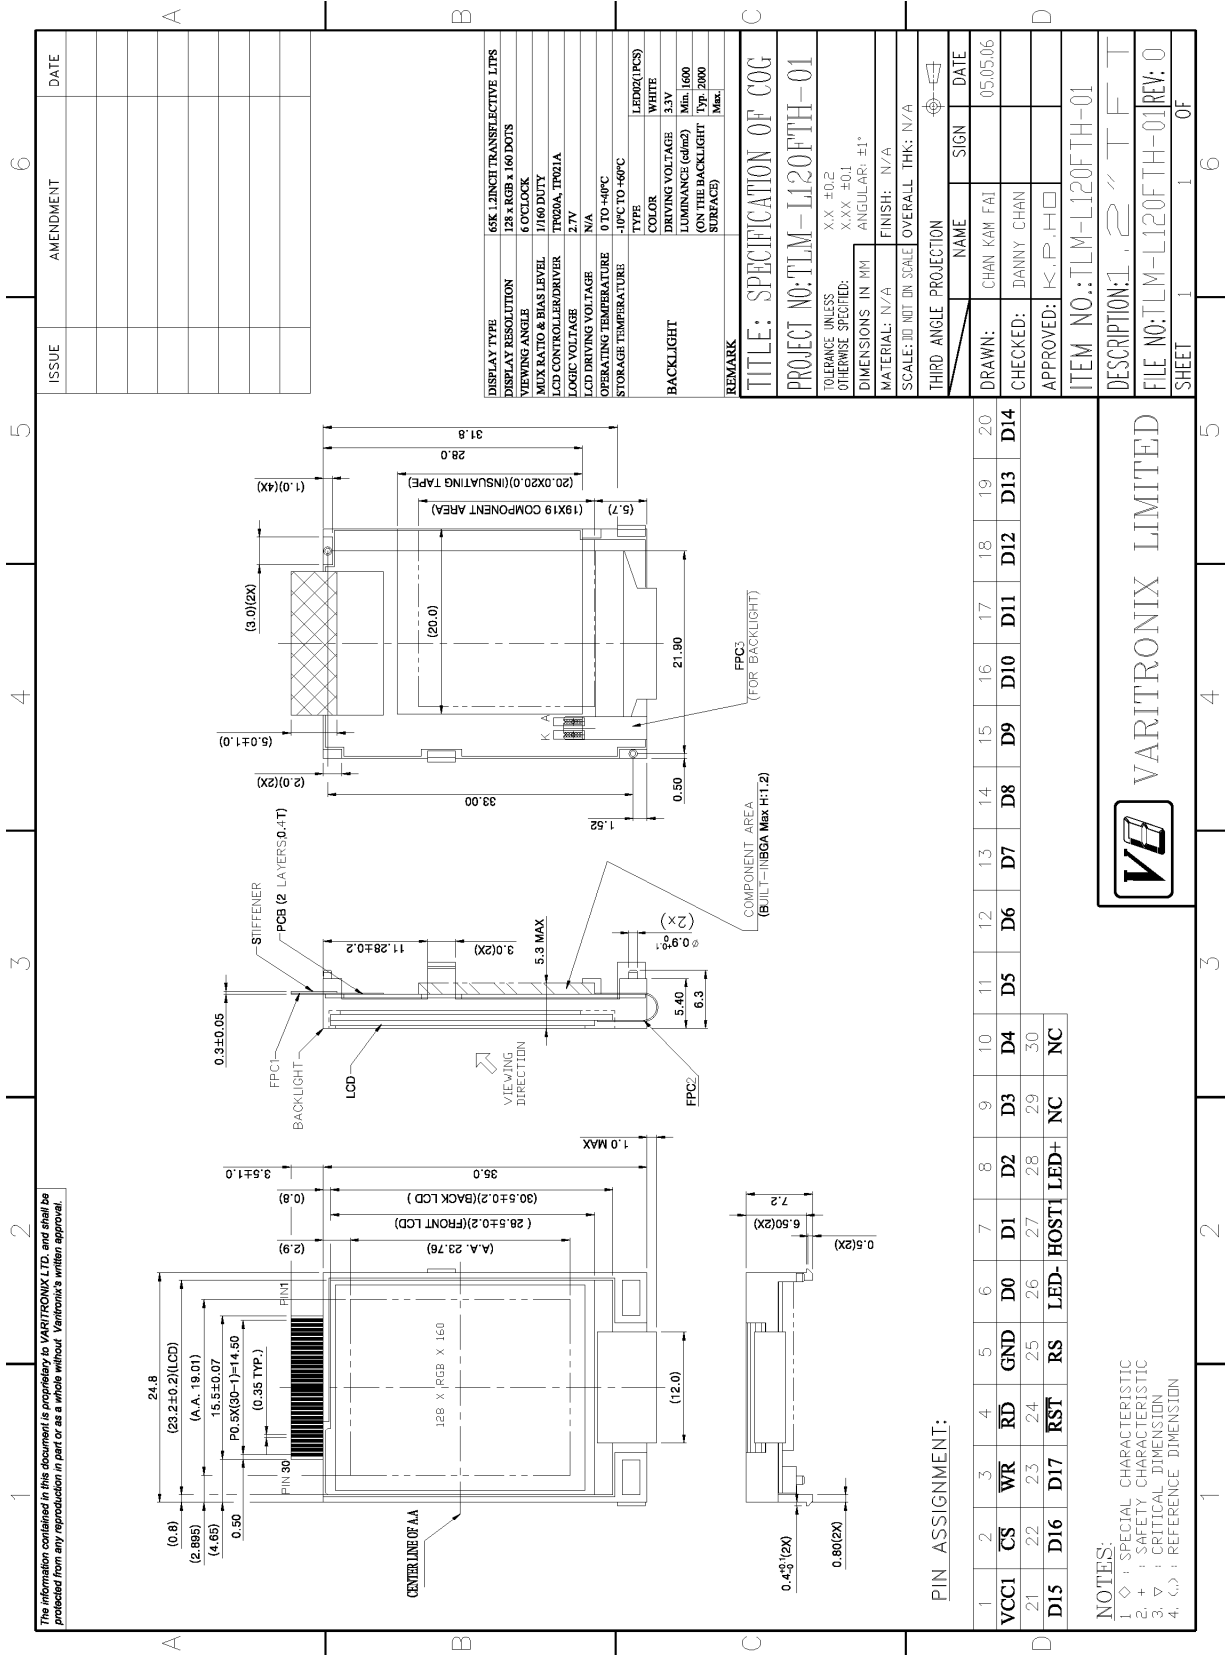 The information contained in this document is proprietary to VARITRONIX LTD. and shall be
protected from any reproduction in part or as a whole without Varitronix's written approval.
1 2 3 4 5 6
A
B
C
D
ISSUE AMENDMENT DATE
24.8
(23.2±0.2)(LCD)
(A.A. 19.01)
15.5±0.07
P0.5X(30-1)=14.50
(0.35 TYP.)
(0.8)
(2.895)
(4.65)
0.50
PIN 30
PIN1
(2.9)
(0.8)
3.5±1.0
(A.A. 23.76)
(28.5±0.2)(FRONT LCD)
(30.5±0.2)(BACK LCD)
35.0
1.0 MAX
128 X RGB X 160
CENTER LINE OF A.A
(12.0)
7.2
6.50(2X)
0.5(2X)
0.4+0.1-0(2X)
0.80(2X)
0.3±0.05
FPC1
BACKLIGHT
LCD
STIFFENER
PCB (2 LAYERS,0.4T)
11.28±0.2
3.0(2X)
5.3 MAX
VIEWING
DIRECTION
FPC2
5.40
6.3
ø 0.9+0.1 0
(2x)
COMPONENT AREA
(BUILT-INBGA Max H:1.2)
(5.0±1.0)
(2.0)(2X)
(3.0)(2X)
(1.0)(4X)
33.00
1.52
0.50
21.90
(20.0)
K A
(19X19 COMPONENT AREA)
(20.0X20.0)(INSUATING TAPE)
(5.7)
28.0
31.8
FPC3
(FOR BACKLIGHT)
DISPLAY TYPE 65K 1.2INCH TRANSFLECTIVE LTPS
DISPLAY RESOLUTION 128 x RGB x 160 DOTS
VIEWING ANGLE 6 O'CLOCK
MUX RATIO & BIAS LEVEL 1/160 DUTY
LCD CONTROLLER/DRIVER TP020A, TP021A
LOGIC VOLTAGE 2.7V
LCD DRIVING VOLTAGE N/A
OPERATING TEMPERATURE 0 TO +40°C
STORAGE TEMPERATURE -10°C TO +60°C
BACKLIGHT
TYPE LED02(1PCS)
COLOR WHITE
DRIVING VOLTAGE 3.3V
LUMINANCE (cd/m2) Min. 1600
(ON THE BACKLIGHT Typ. 2000
SURFACE) Max.
REMARK
TITLE: SPECIFICATION OF COG
PROJECT NO:TLM-L120FTH-01
TOLERANCE UNLESS
OTHERWISE SPECIFIED:
X.X ±0.2
X.XX ±0.1
DIMENSIONS IN MM ANGULAR: ±1°
MATERIAL: N/A FINISH: N/A
SCALE: DO NOT ON SCALE OVERALL THK: N/A
THIRD ANGLE PROJECTION
NAME SIGN DATE
DRAWN: CHAN KAM FAI 05.05.06
CHECKED: DANNY CHAN
APPROVED: K.P.HO
ITEM NO.:TLM-L120FTH-01
DESCRIPTION:1.2" TFT
FILE NO:TLM-L120FTH-01 REV: 0
SHEET 1 1 OF
PIN ASSIGNMENT:
1 2 3 4 5 6 7 8 9 10 11 12 13 14 15 16 17 18 19 20
VCC1 C̅S̅ W̅R̅ R̅D̅ GND D0 D1 D2 D3 D4 D5 D6 D7 D8 D9 D10 D11 D12 D13 D14
21 22 23 24 25 26 27 28 29 30
D15 D16 D17 R̅S̅T̅ RS LED- HOST1 LED+ NC NC
NOTES:
1 ◇ : SPECIAL CHARACTERISTIC
2. + : SAFETY CHARACTERISTIC
3. ▽ : CRITICAL DIMENSION
4. (...) : REFERENCE DIMENSION
VARITRONIX LIMITED